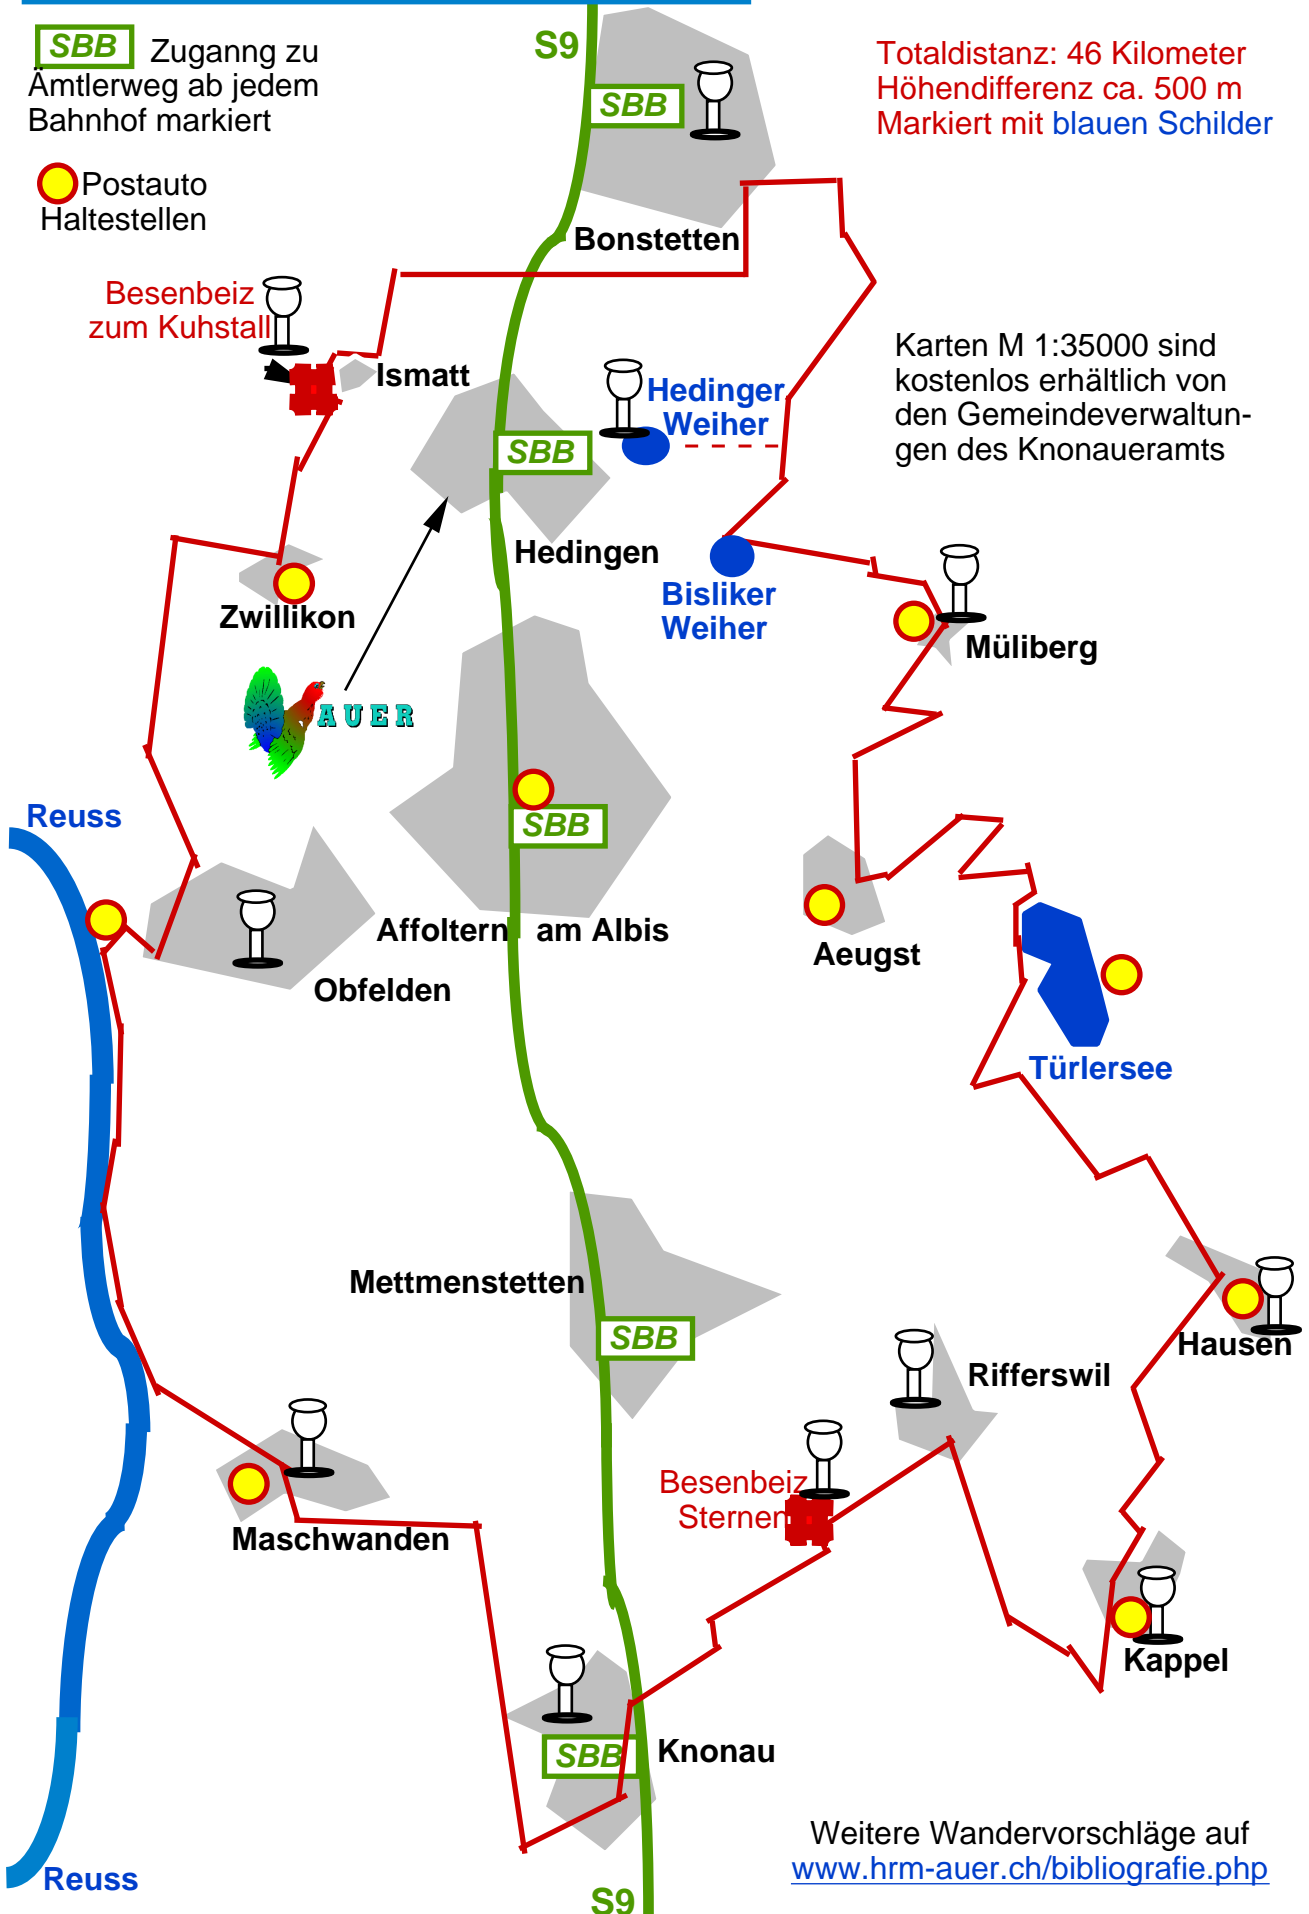 SBB Zuganng zu
Ämtlerweg ab jedem
Bahnhof markiert
Postauto
Haltestellen
S9
SBB
Totaldistanz: 46 Kilometer
Höhendifferenz ca. 500 m
Markiert mit blauen Schilder
Bonstetten
Besenbeiz
zum Kuhstall
Ismatt
Karten M 1:35000 sind
kostenlos erhältlich von
den Gemeindeverwaltun-
gen des Knonaueramts
Hedinger
Weiher
SBB
Hedingen
Zwillikon
Bisliker
Weiher
Müliberg
AUER
Reuss
SBB
Affoltern am Albis
Obfelden
Aeugst
Türlersee
Mettmenstetten
SBB
Hausen
Rifferswil
Besenbeiz
Sternen
Maschwanden
Kappel
SBB
Knonau
Weitere Wandervorschläge auf
www.hrm-auer.ch/bibliografie.php
Reuss
S9